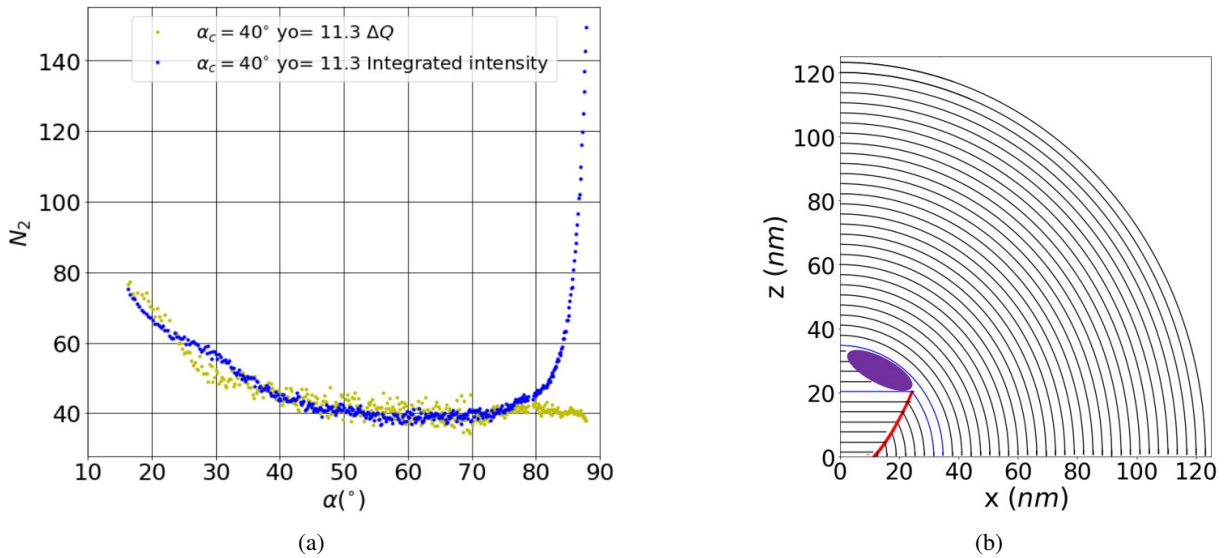 α_c = 40° yo= 11.3 ΔQ
α_c = 40° yo= 11.3 Integrated intensity
N₂
140
120
100
80
60
40
10 20 30 40 50 60 70 80 90
α(°)
(a)
z (nm)
120
100
80
60
40
20
0
0 20 40 60 80 100 120
x (nm)
(b)